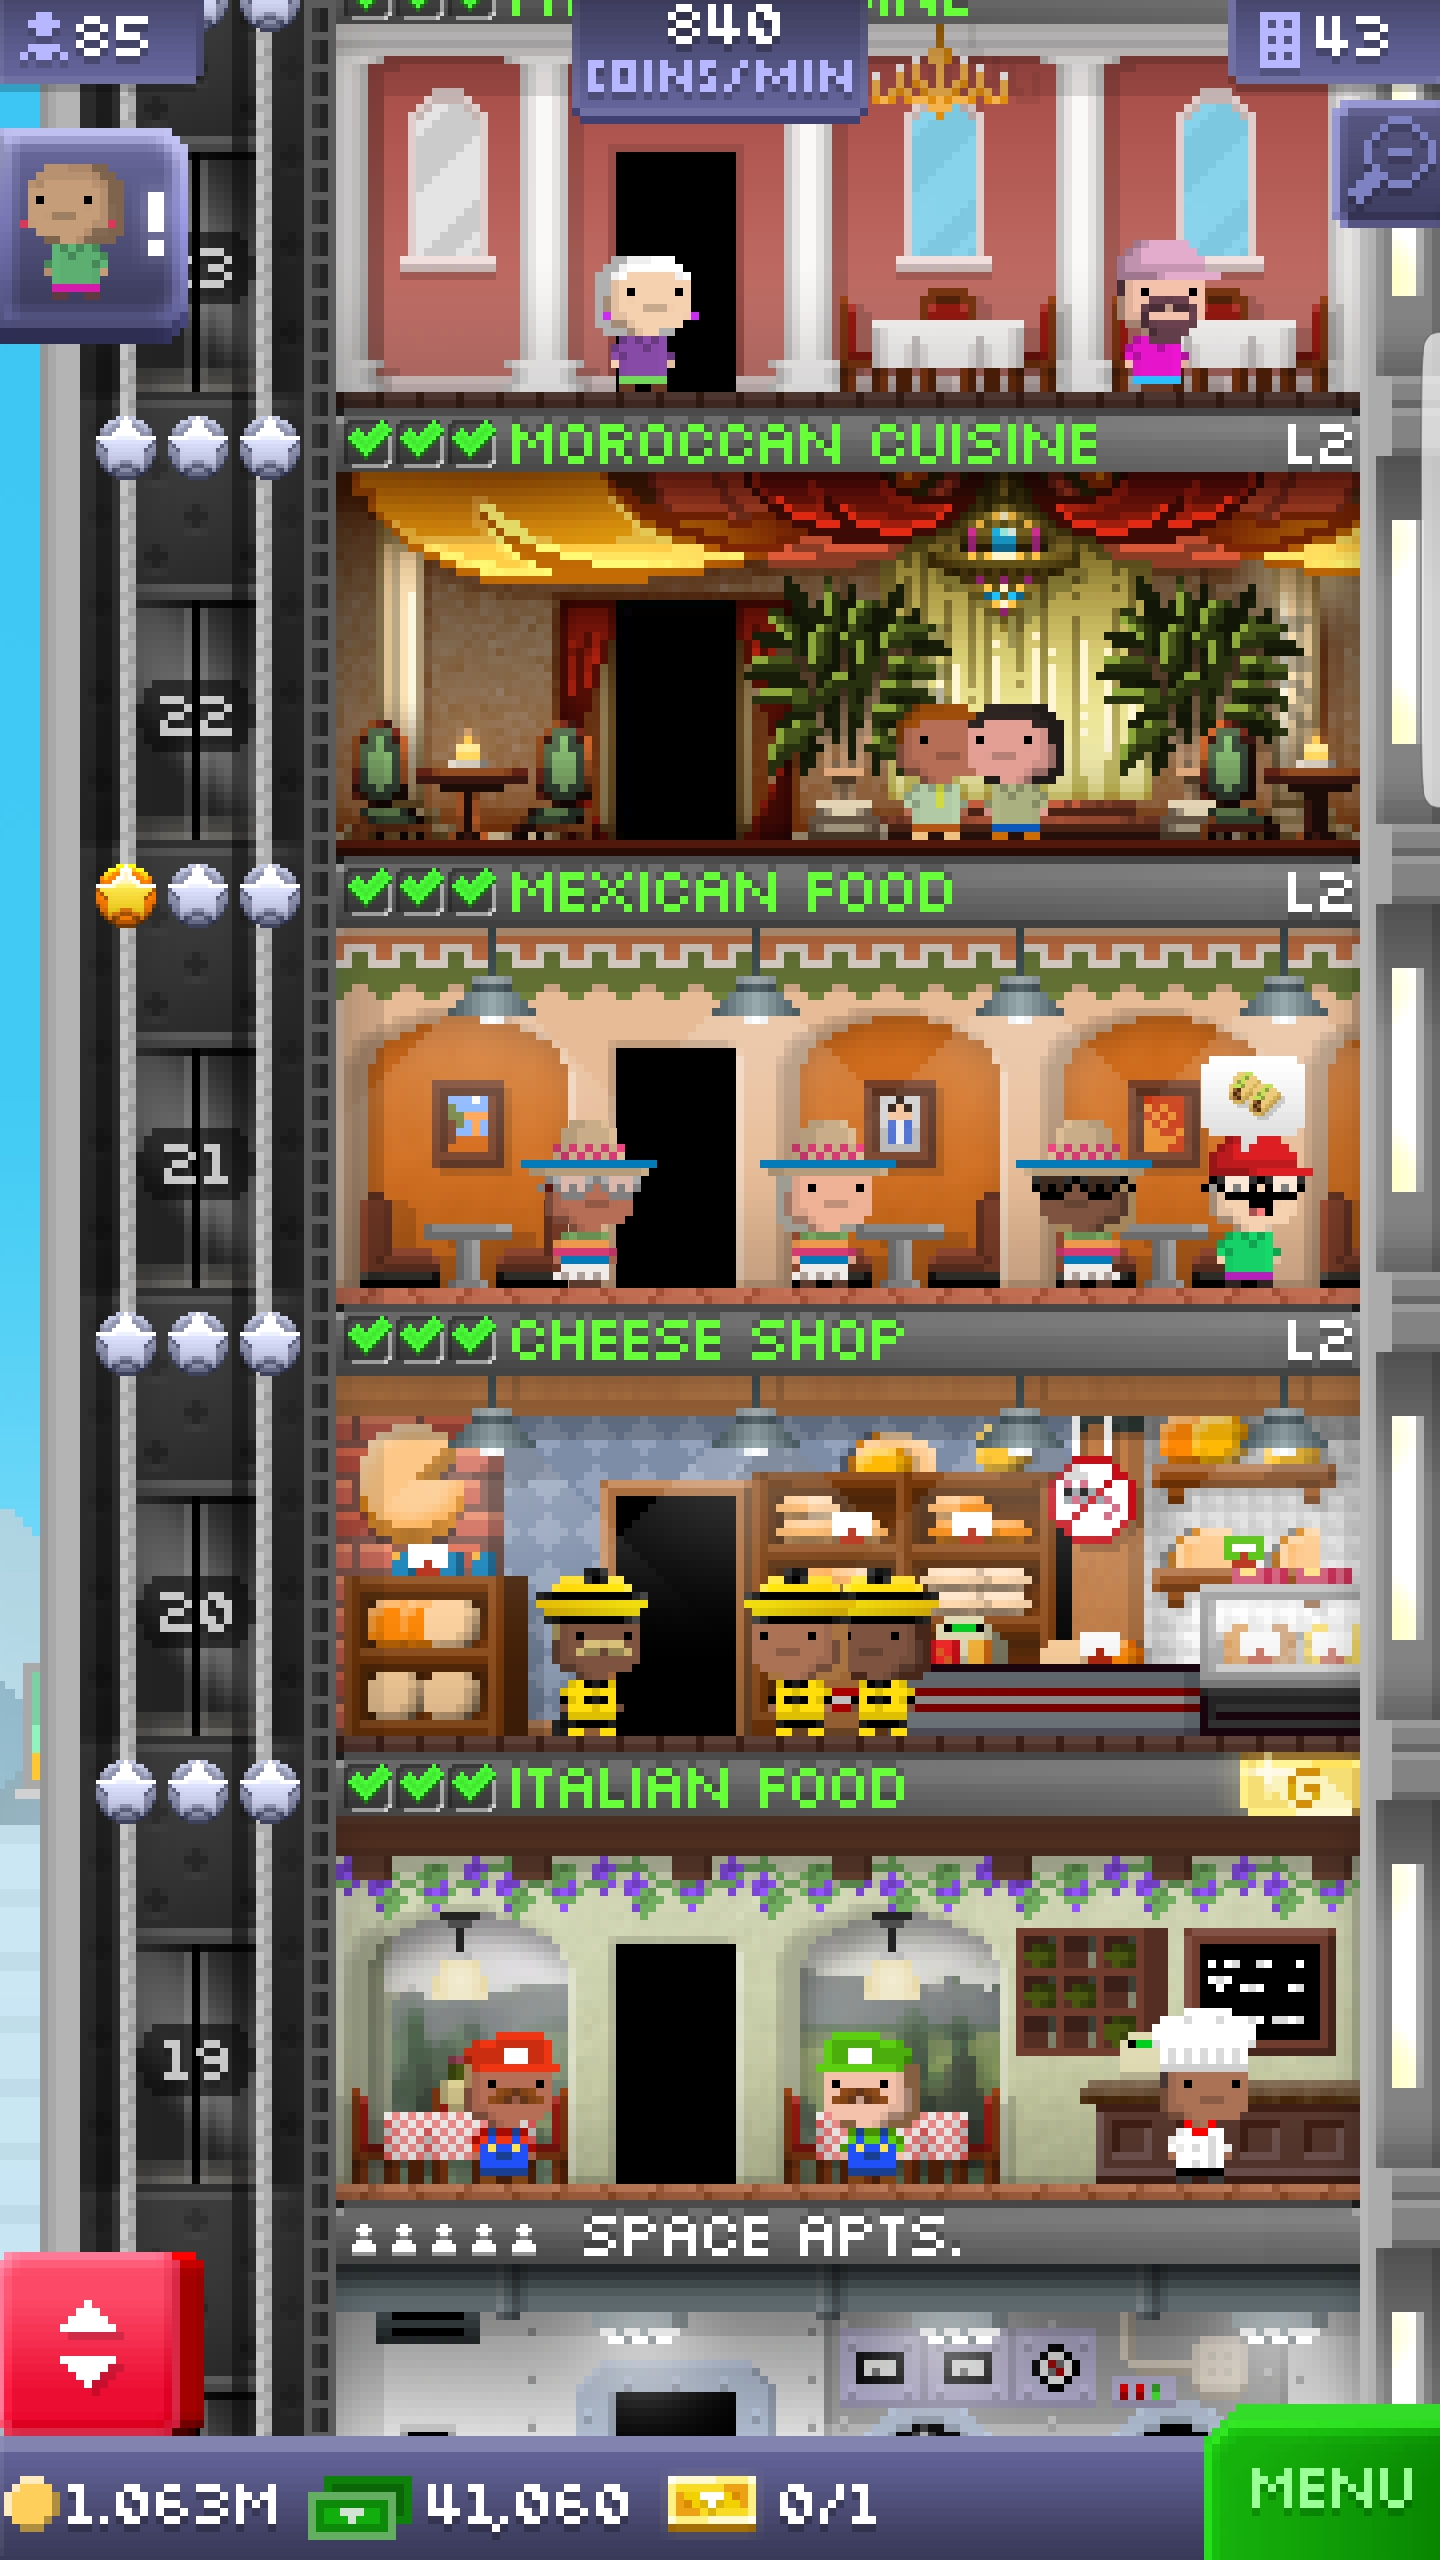 85
840
COINS/MIN
43
!
MOROCCAN CUISINE L2
22
MEXICAN FOOD L2
21
CHEESE SHOP L2
20
ITALIAN FOOD G
19
SPACE APTS.
1.063M 41,060 0/1
MENU